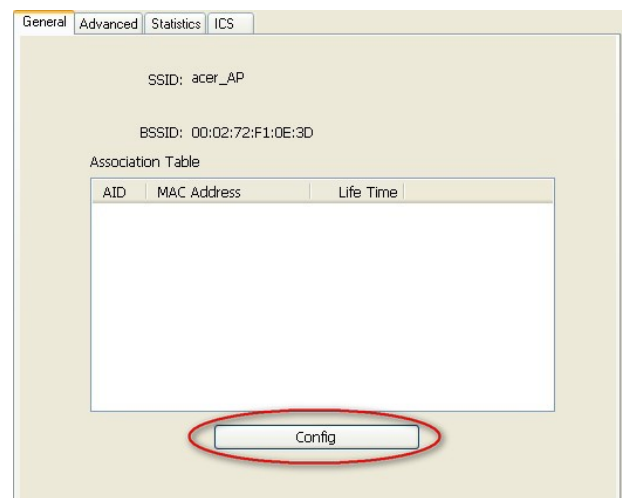 General Advanced Statistics ICS
SSID: acer_AP
BSSID: 00:02:72:F1:0E:3D
Association Table
AID MAC Address Life Time
Config